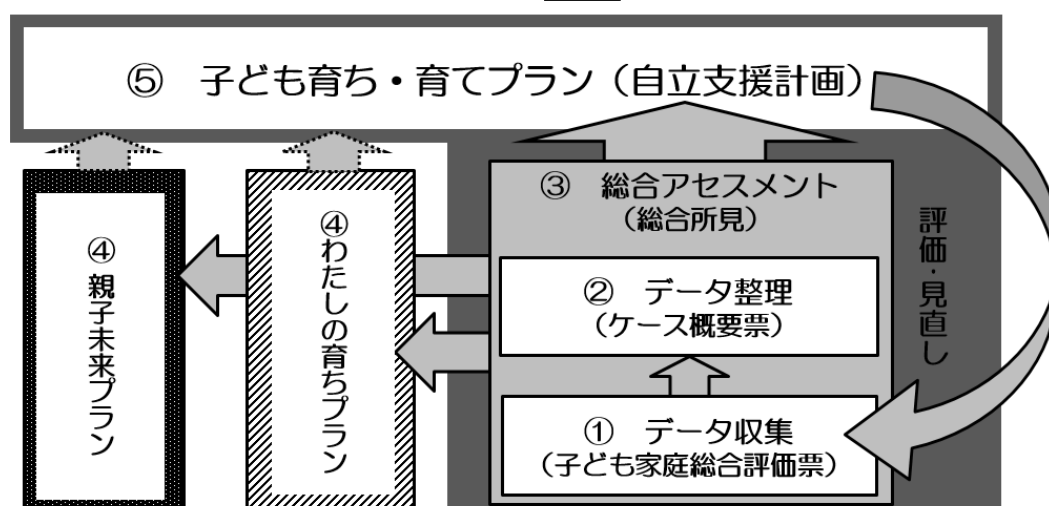 ⑤ 子ども育ち・育てプラン（自立支援計画）
④ 親子未来プラン
④わたしの育ちプラン
③ 総合アセスメント
（総合所見）
② データ整理
（ケース概要票）
① データ収集
（子ども家庭総合評価票）
評価・見直し